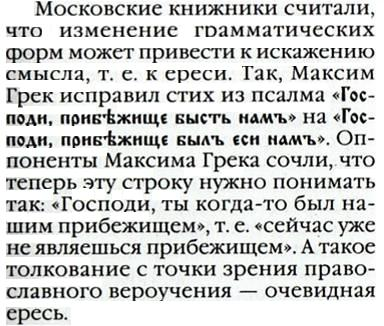 Московские книжники считали,
что изменение грамматических
форм может привести к искажению
смысла, т. е. к ереси. Так, Максим
Грек исправил стих из псалма «Гос-
поди, прибѣжище бысть намъ» на «Гос-
поди, прибѣжище былъ еси намъ». Оп-
поненты Максима Грека сочли, что
теперь эту строку нужно понимать
так: «Господи, ты когда-то был на-
шим прибежищем», т. е. «сейчас уже
не являешься прибежищем». А такое
толкование с точки зрения право-
славного вероучения — очевидная
ересь.